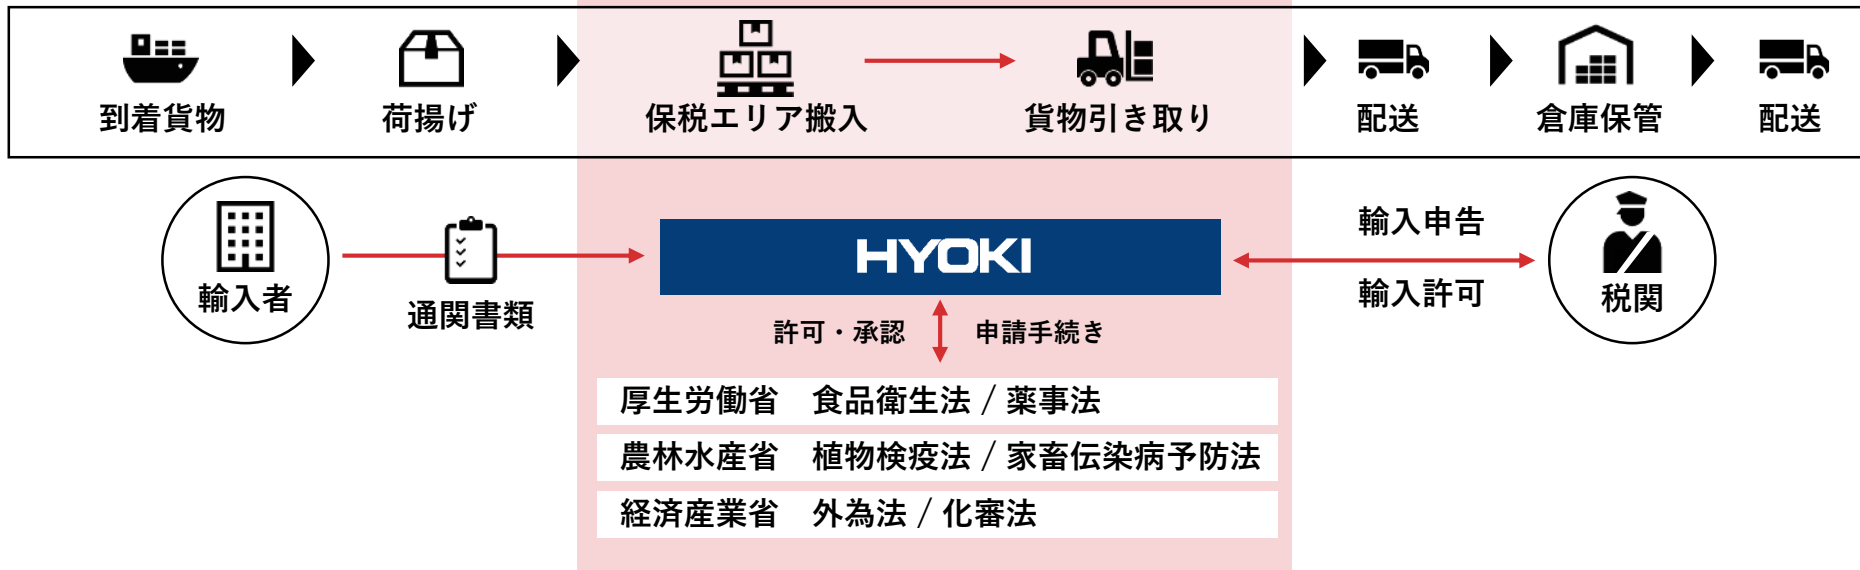 到着貨物
荷揚げ
保税エリア搬入
貨物引き取り
配送
倉庫保管
配送
輸入者
通関書類
HYOKI
輸入申告
輸入許可
税関
許可・承認
申請手続き
厚生労働省 食品衛生法 / 薬事法
農林水産省 植物検疫法 / 家畜伝染病予防法
経済産業省 外為法 / 化審法